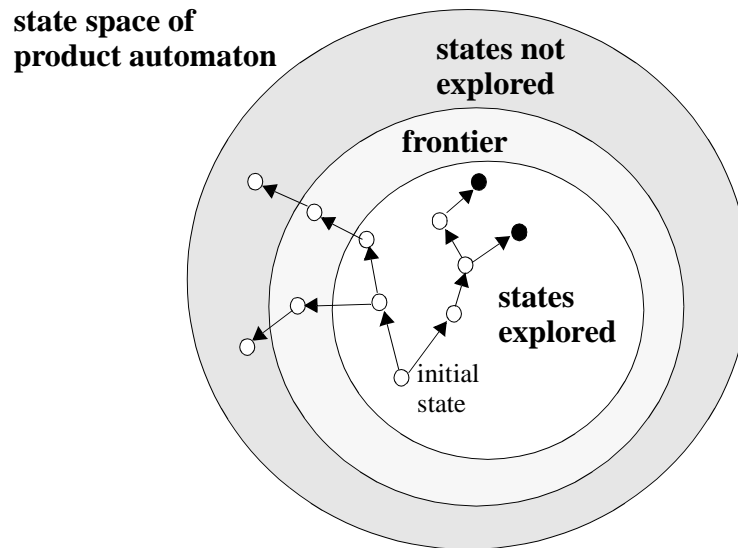 state space of
product automaton
states not
explored
frontier
states
explored
initial
state